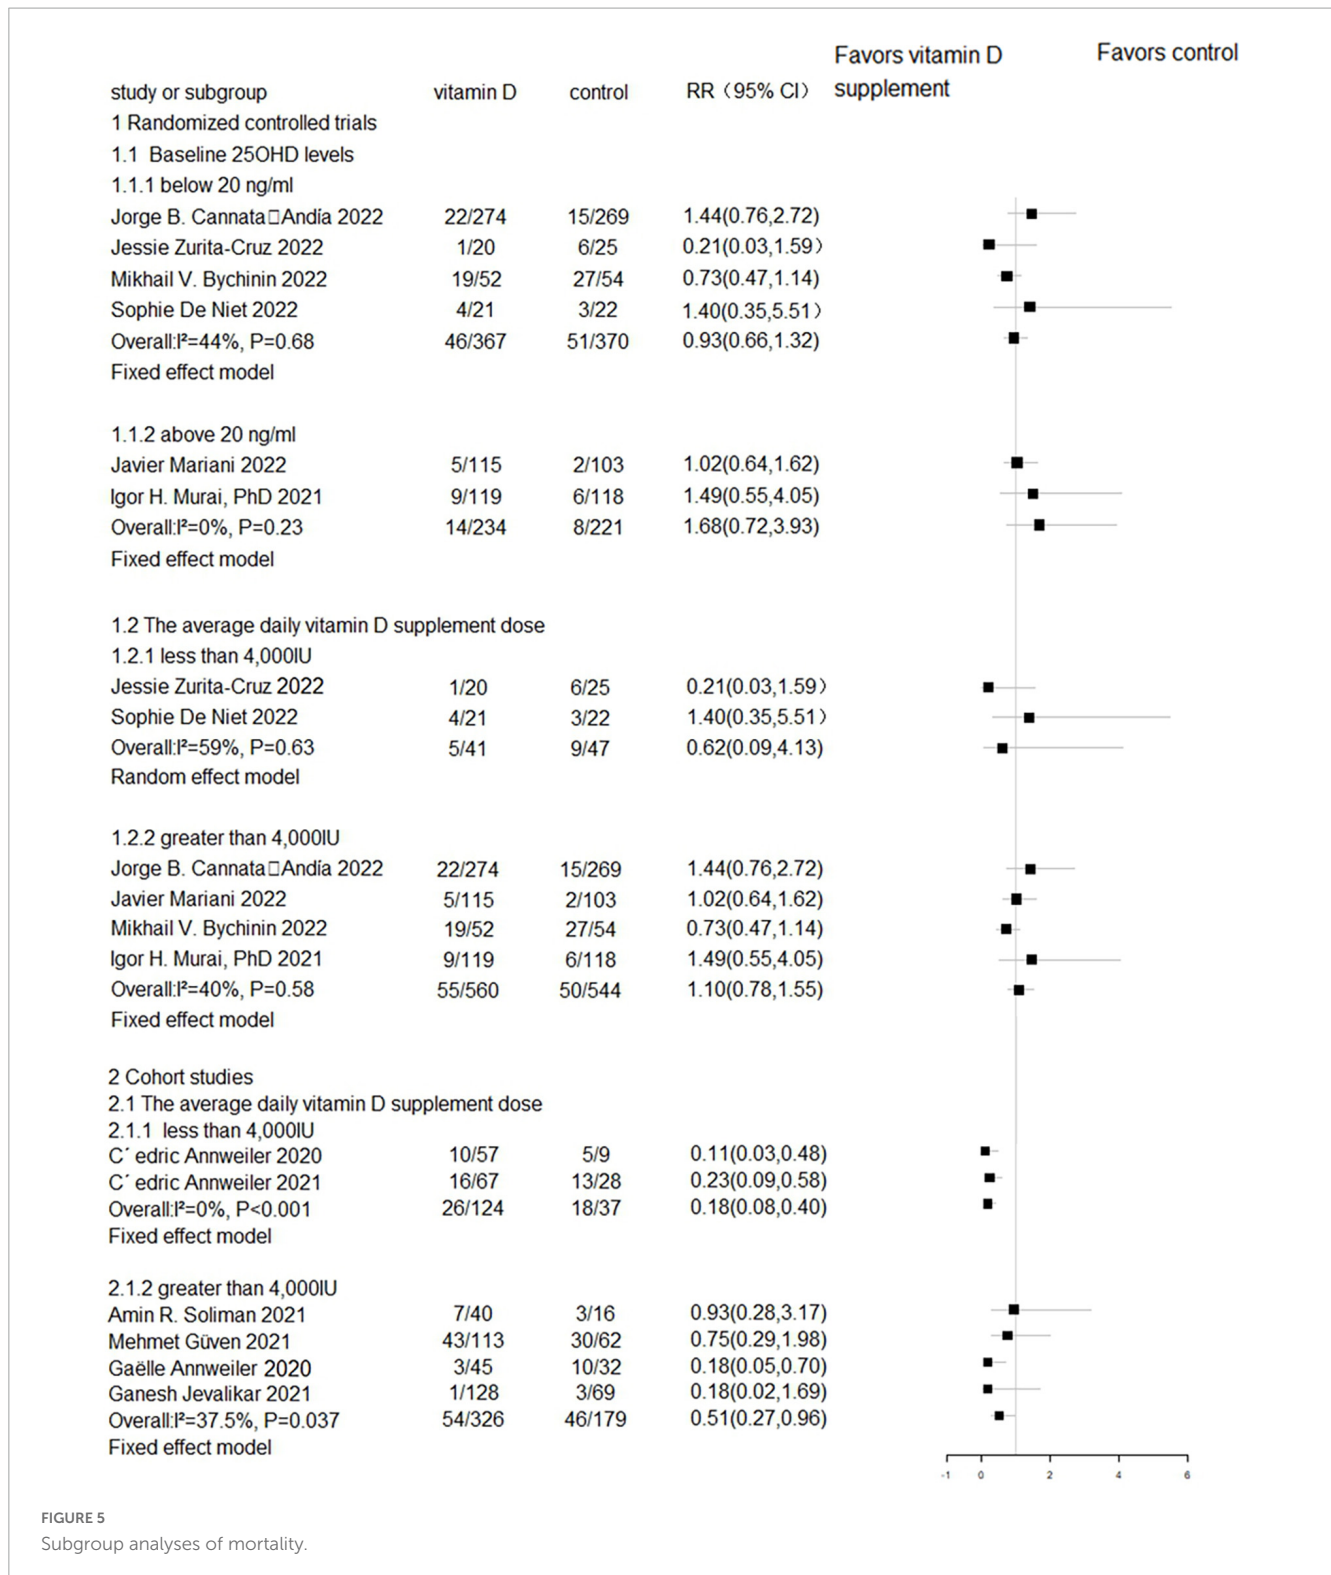 Favors vitamin D supplement Favors control
study or subgroup vitamin D control RR（95% CI）
1 Randomized controlled trials
1.1 Baseline 25OHD levels
1.1.1 below 20 ng/ml
Jorge B. Cannata□Andía 2022 22/274 15/269 1.44(0.76,2.72)
Jessie Zurita-Cruz 2022 1/20 6/25 0.21(0.03,1.59）
Mikhail V. Bychinin 2022 19/52 27/54 0.73(0.47,1.14)
Sophie De Niet 2022 4/21 3/22 1.40(0.35,5.51）
Overall:I²=44%, P=0.68 46/367 51/370 0.93(0.66,1.32)
Fixed effect model
1.1.2 above 20 ng/ml
Javier Mariani 2022 5/115 2/103 1.02(0.64,1.62)
Igor H. Murai, PhD 2021 9/119 6/118 1.49(0.55,4.05)
Overall:I²=0%, P=0.23 14/234 8/221 1.68(0.72,3.93)
Fixed effect model
1.2 The average daily vitamin D supplement dose
1.2.1 less than 4,000IU
Jessie Zurita-Cruz 2022 1/20 6/25 0.21(0.03,1.59）
Sophie De Niet 2022 4/21 3/22 1.40(0.35,5.51）
Overall:I²=59%, P=0.63 5/41 9/47 0.62(0.09,4.13)
Random effect model
1.2.2 greater than 4,000IU
Jorge B. Cannata□Andía 2022 22/274 15/269 1.44(0.76,2.72)
Javier Mariani 2022 5/115 2/103 1.02(0.64,1.62)
Mikhail V. Bychinin 2022 19/52 27/54 0.73(0.47,1.14)
Igor H. Murai, PhD 2021 9/119 6/118 1.49(0.55,4.05)
Overall:I²=40%, P=0.58 55/560 50/544 1.10(0.78,1.55)
Fixed effect model
2 Cohort studies
2.1 The average daily vitamin D supplement dose
2.1.1 less than 4,000IU
C´ edric Annweiler 2020 10/57 5/9 0.11(0.03,0.48)
C´ edric Annweiler 2021 16/67 13/28 0.23(0.09,0.58)
Overall:I²=0%, P<0.001 26/124 18/37 0.18(0.08,0.40)
Fixed effect model
2.1.2 greater than 4,000IU
Amin R. Soliman 2021 7/40 3/16 0.93(0.28,3.17)
Mehmet Güven 2021 43/113 30/62 0.75(0.29,1.98)
Gaëlle Annweiler 2020 3/45 10/32 0.18(0.05,0.70)
Ganesh Jevalikar 2021 1/128 3/69 0.18(0.02,1.69)
Overall:I²=37.5%, P=0.037 54/326 46/179 0.51(0.27,0.96)
Fixed effect model
-1 0 2 4 6
FIGURE 5
Subgroup analyses of mortality.